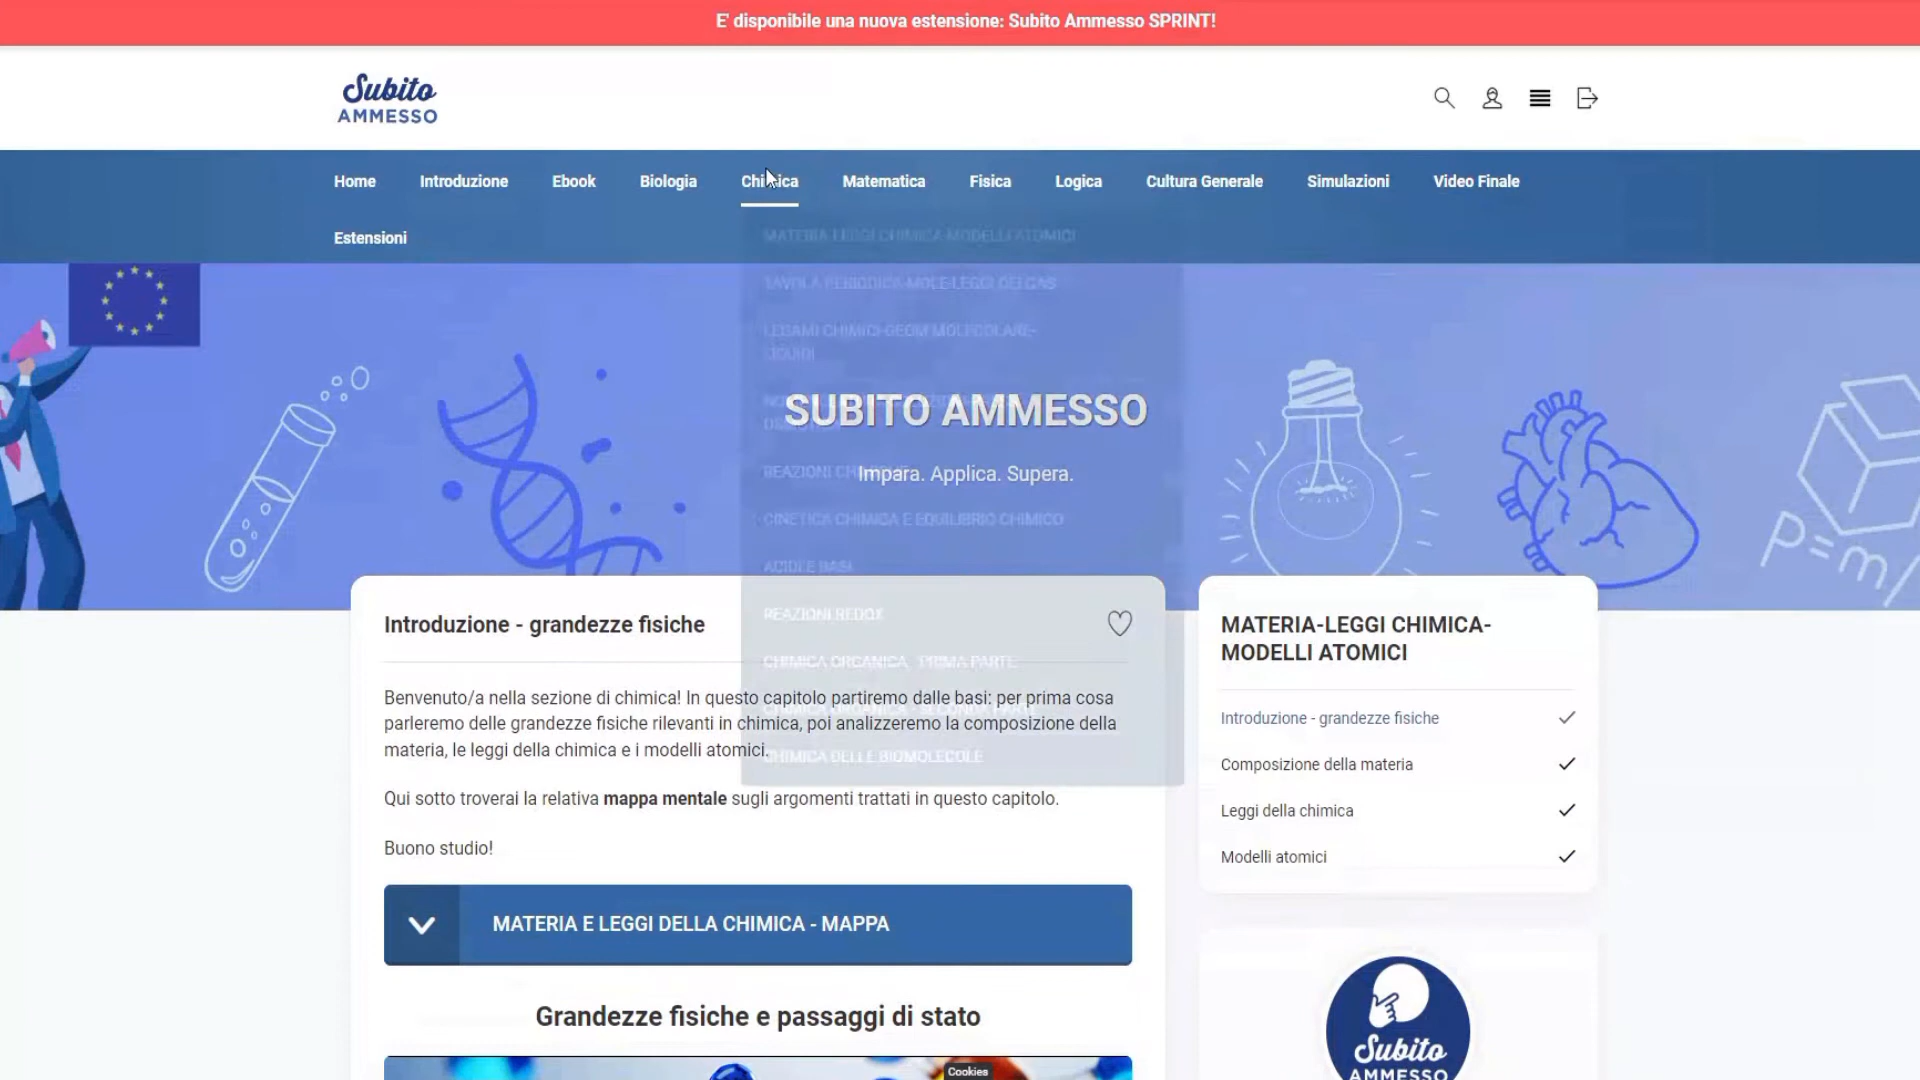 E' disponibile una nuova estensione: Subito Ammesso SPRINT!
Subito
AMMESSO
Home Introduzione Ebook Biologia Chimica Matematica Fisica Logica Cultura Generale Simulazioni Video Finale
Estensioni
MATERIA-LEGGI CHIMICA-MODELLI ATOMICI
TAVOLA PERIODICA-MOLE-LEGGI DEI GAS
LEGAMI CHIMICI-GEOM MOLECOLARE-
LIQUIDI
SUBITO AMMESSO
Impara. Applica. Supera.
REAZIONI
CINETICA CHIMICA E EQUILIBRIO CHIMICO
ACIDI E BASI
REAZIONI REDOX
CHIMICA ORGANICA - PRIMA PARTE
CHIMICA ORGANICA - SECONDA PARTE
CHIMICA DELLE BIOMOLECOLE
Introduzione - grandezze fisiche
Benvenuto/a nella sezione di chimica! In questo capitolo partiremo dalle basi: per prima cosa
parleremo delle grandezze fisiche rilevanti in chimica, poi analizzeremo la composizione della
materia, le leggi della chimica e i modelli atomici.
Qui sotto troverai la relativa mappa mentale sugli argomenti trattati in questo capitolo.
Buono studio!
MATERIA E LEGGI DELLA CHIMICA - MAPPA
Grandezze fisiche e passaggi di stato
Cookies
MATERIA-LEGGI CHIMICA-
MODELLI ATOMICI
Introduzione - grandezze fisiche
Composizione della materia
Leggi della chimica
Modelli atomici
Subito
AMMESSO
P=m/